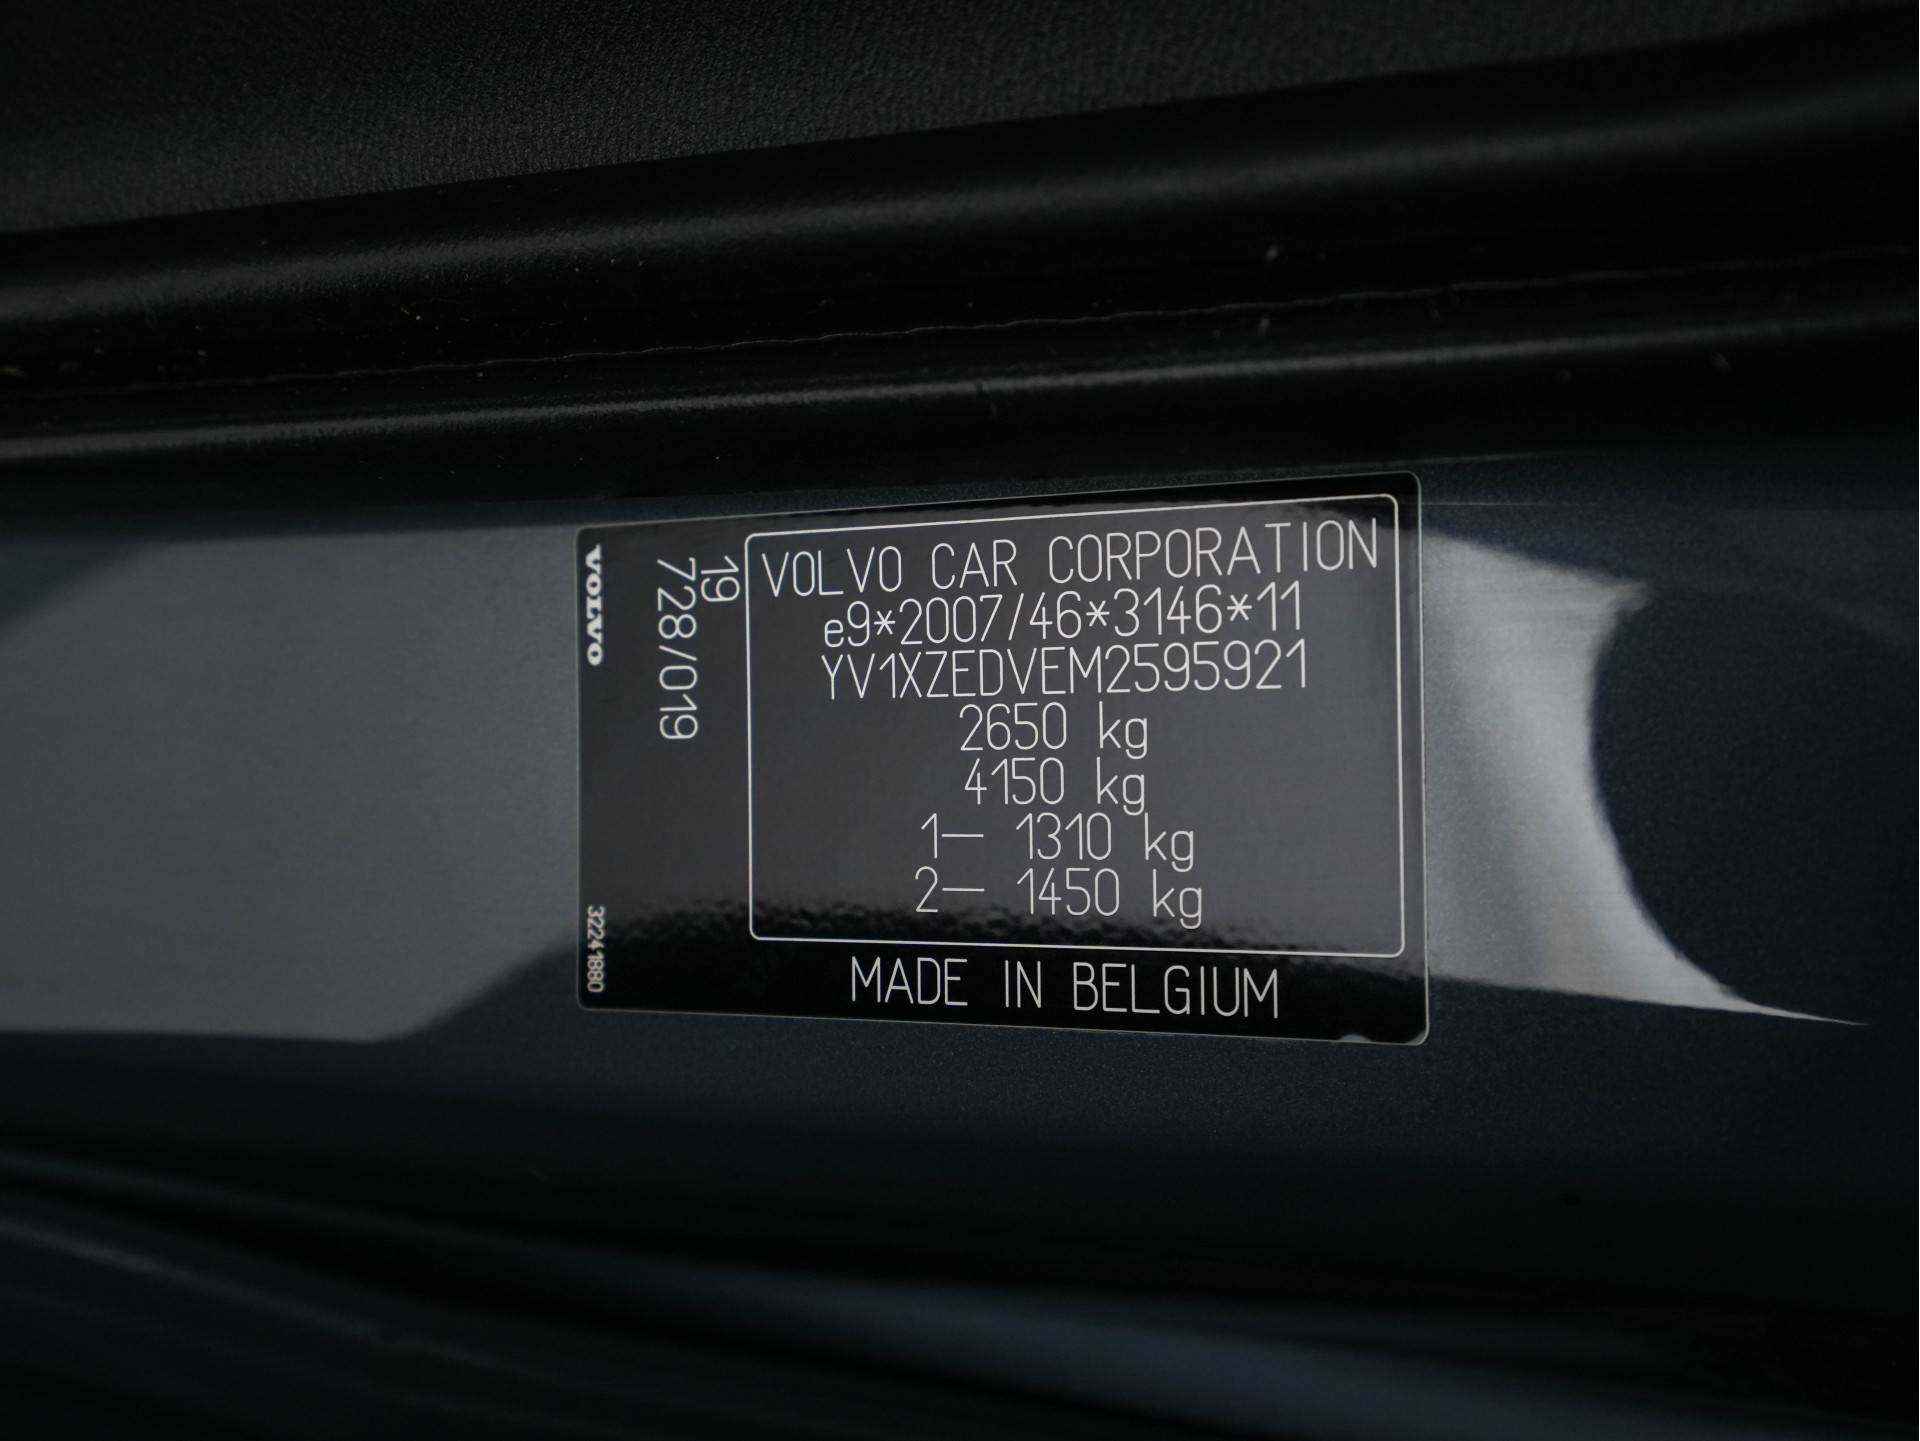 VOLVO
19
728/019
32241880
VOLVO CAR CORPORATION
e9*2007/46*3146*11
YV1XZEDVEM2595921
2650 kg
4150 kg
1– 1310 kg
2– 1450 kg
MADE IN BELGIUM